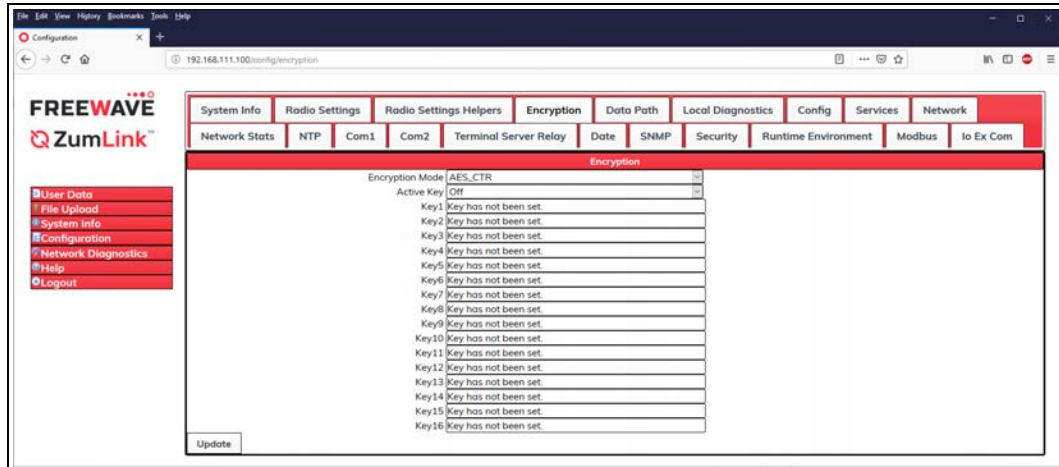 File Edit View History Bookmarks Tools Help
Configuration
192.168.111.100/config/encryption
FREEWAVE
ZumLink™
System Info Radio Settings Radio Settings Helpers Encryption Data Path Local Diagnostics Config Services Network
Network Stats NTP Com1 Com2 Terminal Server Relay Date SNMP Security Runtime Environment Modbus Io Ex Com
Encryption
User Data
File Upload
System Info
Configuration
Network Diagnostics
Help
Logout
Encryption Mode AES_CTR
Active Key Off
Key1 Key has not been set.
Key2 Key has not been set.
Key3 Key has not been set.
Key4 Key has not been set.
Key5 Key has not been set.
Key6 Key has not been set.
Key7 Key has not been set.
Key8 Key has not been set.
Key9 Key has not been set.
Key10 Key has not been set.
Key11 Key has not been set.
Key12 Key has not been set.
Key13 Key has not been set.
Key14 Key has not been set.
Key15 Key has not been set.
Key16 Key has not been set.
Update